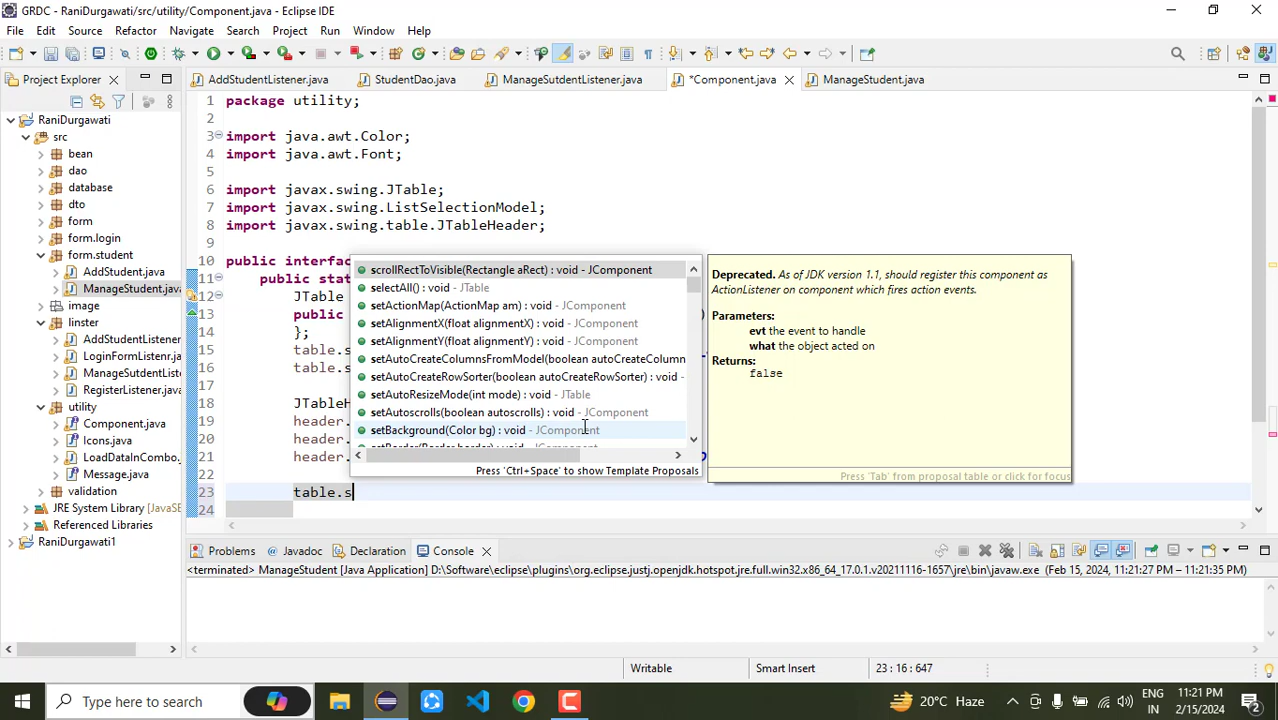 GRDC - RaniDurgawati/src/utility/Component.java - Eclipse IDE
File Edit Source Refactor Navigate Search Project Run Window Help
Project Explorer
AddStudentListener.java
StudentDao.java
ManageSutdentListener.java
*Component.java
ManageStudent.java
RaniDurgawati
src
bean
dao
database
dto
form
form.login
form.student
AddStudent.java
ManageStudent.java
image
linster
AddStudentListener
LoginFormListenr.ja
ManageSutdentList
RegisterListener.jav
utility
Component.java
Icons.java
LoadDataInCombo.
Message.java
validation
JRE System Library [JavaSE
Referenced Libraries
RaniDurgawati1
1 package utility;
2
3 import java.awt.Color;
4 import java.awt.Font;
5
6 import javax.swing.JTable;
7 import javax.swing.ListSelectionModel;
8 import javax.swing.table.JTableHeader;
9
10 public interfac
11 public stat
12 JTable
13 public
14 };
15 table.s
16 table.s
17
18 JTableH
19 header.
20 header.
21 header.
22
23 table.s
24
scrollRectToVisible(Rectangle aRect) : void - JComponent
selectAll() : void - JTable
setActionMap(ActionMap am) : void - JComponent
setAlignmentX(float alignmentX) : void - JComponent
setAlignmentY(float alignmentY) : void - JComponent
setAutoCreateColumnsFromModel(boolean autoCreateColumn
setAutoCreateRowSorter(boolean autoCreateRowSorter) : void -
setAutoResizeMode(int mode) : void - JTable
setAutoscrolls(boolean autoscrolls) : void - JComponent
setBackground(Color bg) : void - JComponent
setBorder(Border border) : void - JComponent
Press 'Ctrl+Space' to show Template Proposals
Deprecated. As of JDK version 1.1, should register this component as
ActionListener on component which fires action events.
Parameters:
evt the event to handle
what the object acted on
Returns:
false
Press 'Tab' from proposal table or click for focus
Problems Javadoc Declaration Console
<terminated> ManageStudent [Java Application] D:\Software\eclipse\plugins\org.eclipse.justj.openjdk.hotspot.jre.full.win32.x86_64_17.0.1.v20211116-1657\jre\bin\javaw.exe (Feb 15, 2024, 11:21:27 PM – 11:21:35 PM)
Writable Smart Insert 23 : 16 : 647
Type here to search
20°C Haze
ENG
IN
11:21 PM
2/15/2024
2